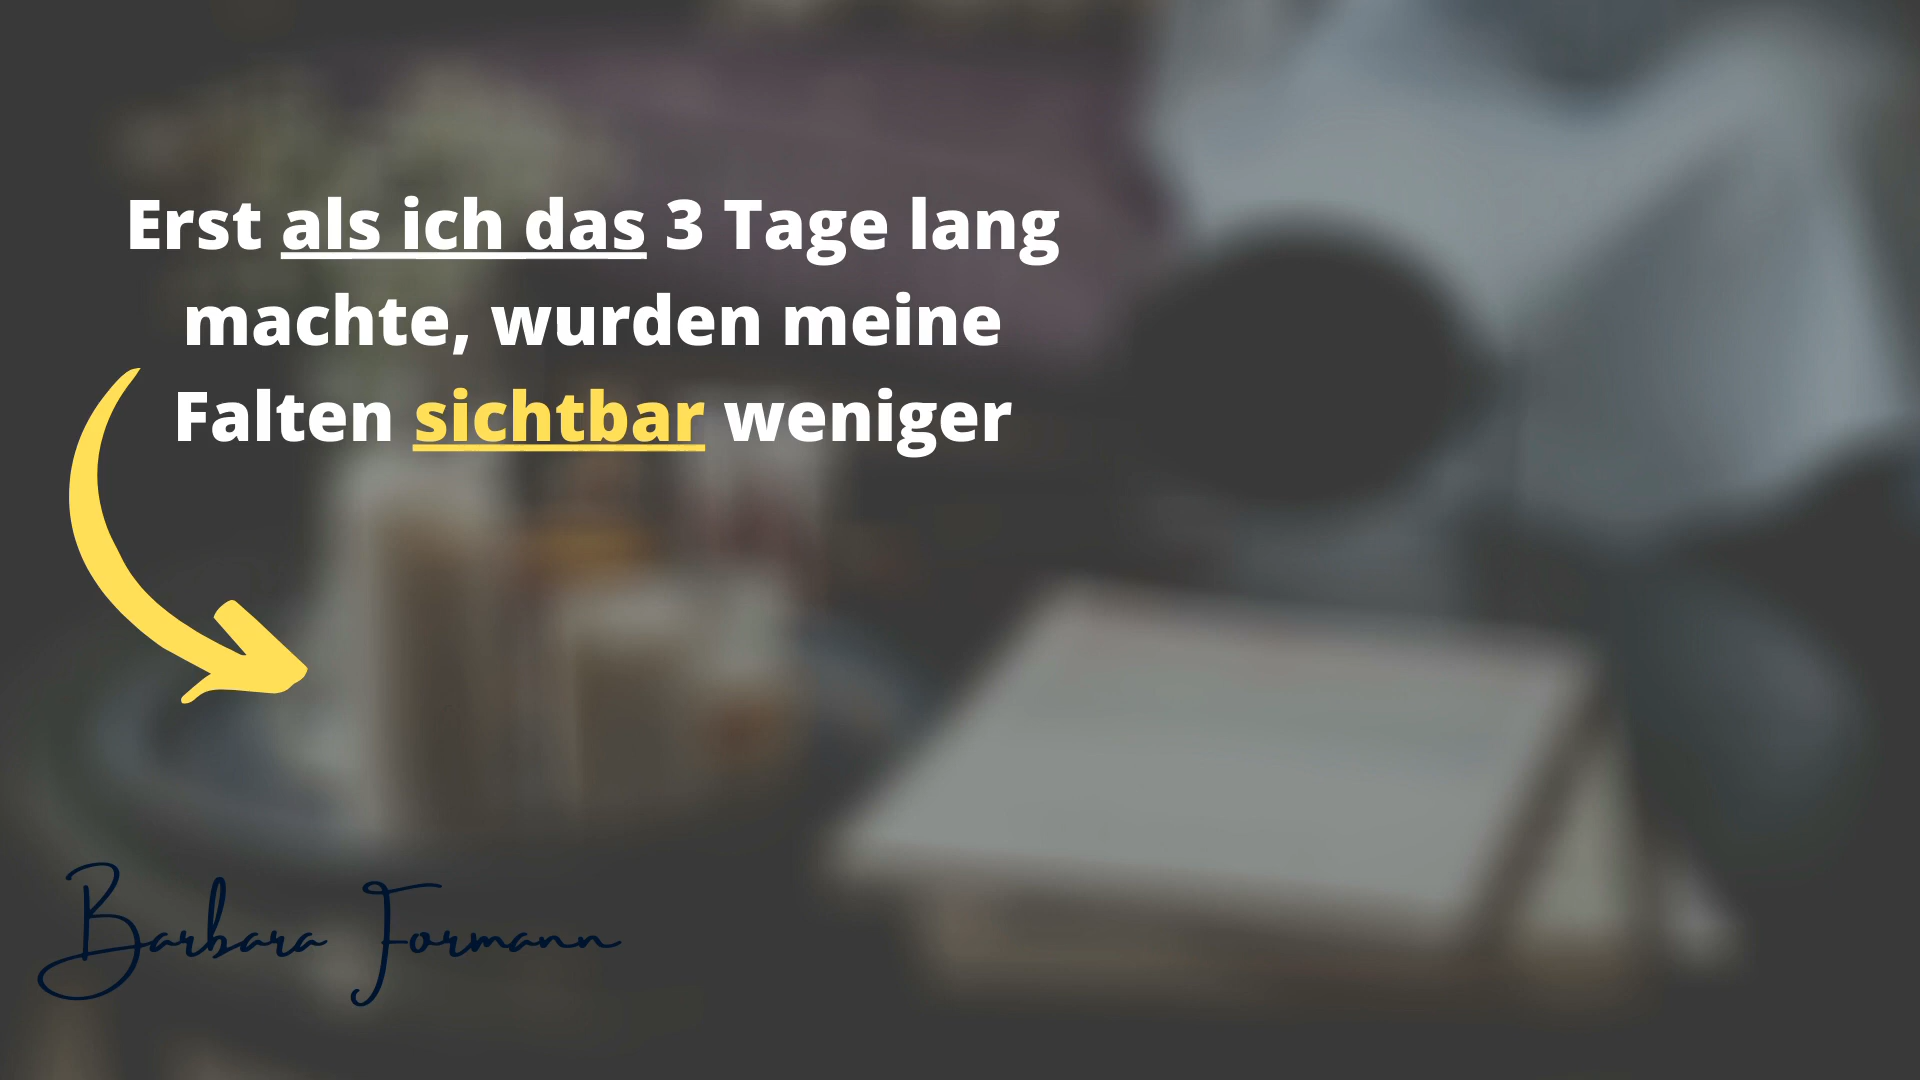 Erst als ich das 3 Tage lang
machte, wurden meine
Falten sichtbar weniger
Barbara Formann